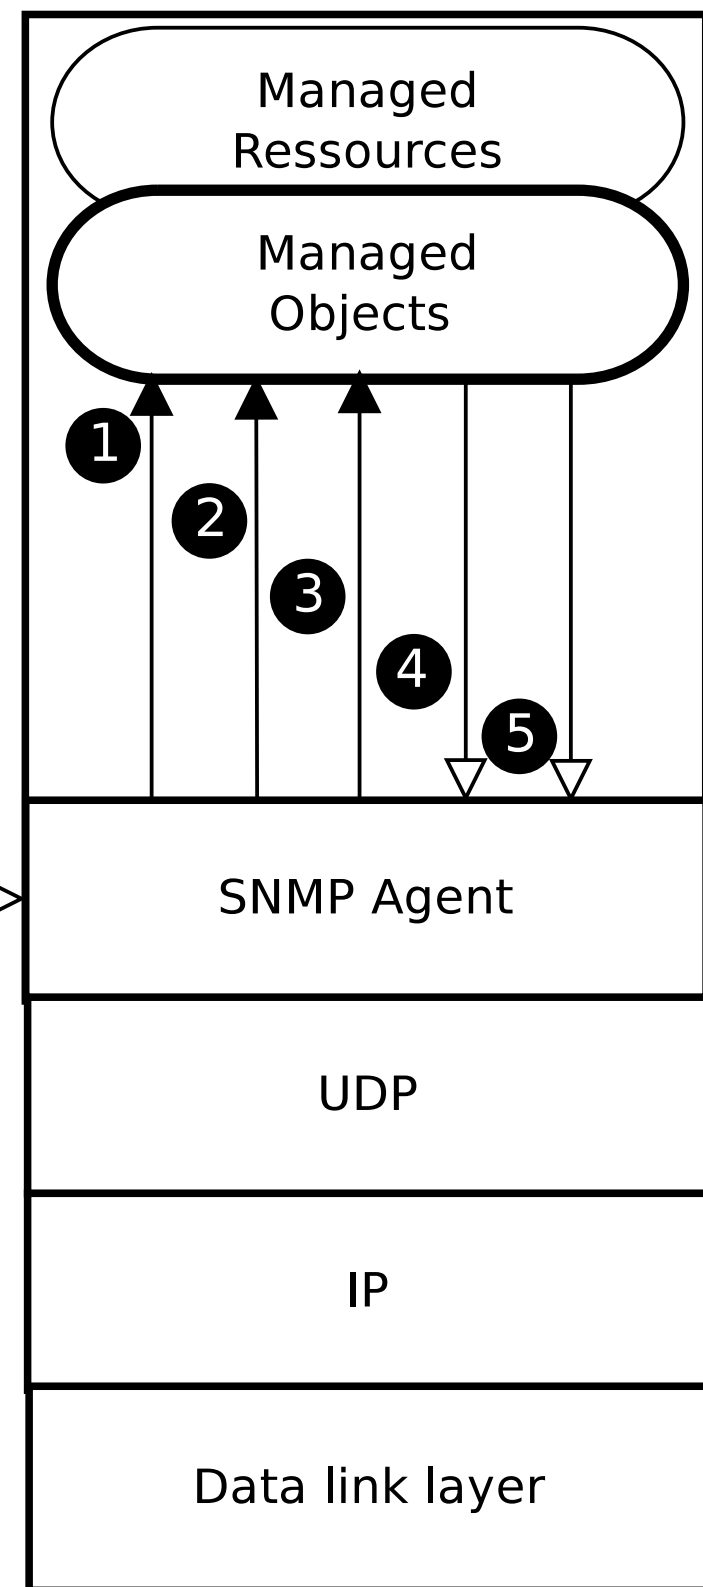 Managed
Ressources
Managed
Objects
1
2
3
4
5
SNMP Agent
UDP
IP
Data link layer